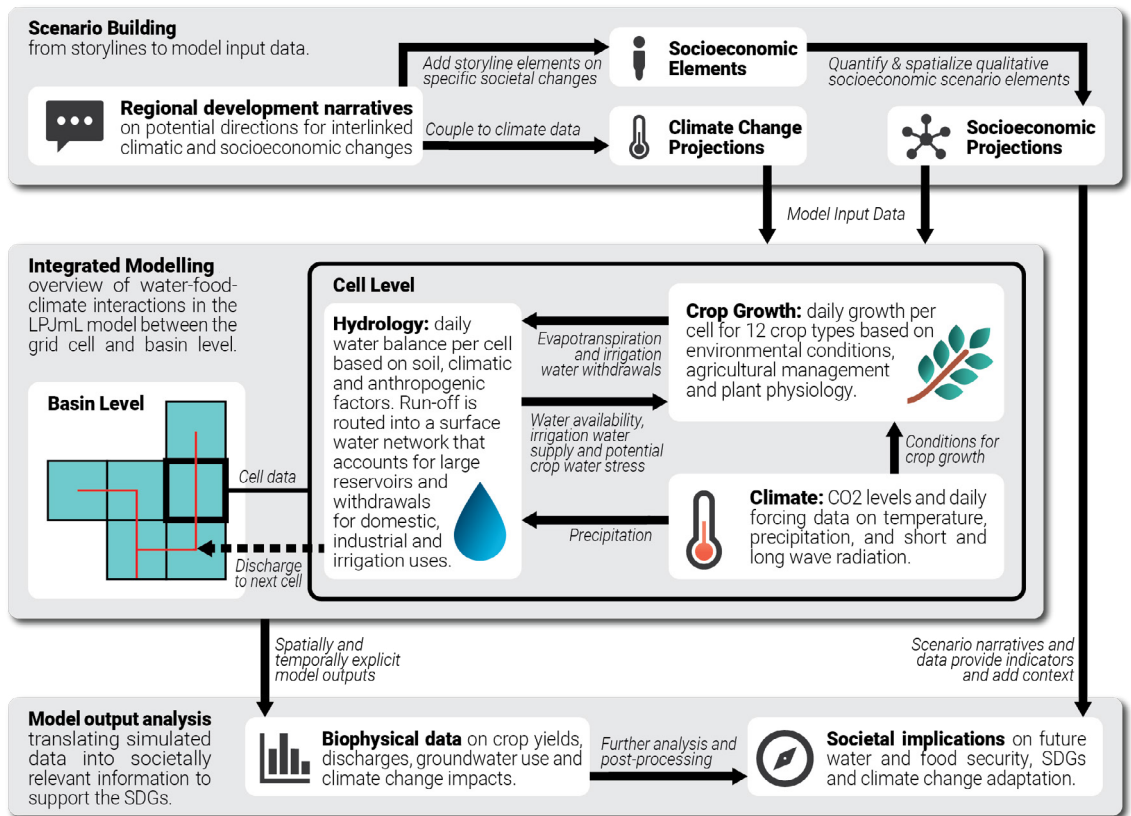 Scenario Building
from storylines to model input data.
Regional development narratives
on potential directions for interlinked
climatic and socioeconomic changes
Add storyline elements on
specific societal changes
Couple to climate data
Socioeconomic
Elements
Climate Change
Projections
Quantify & spatialize qualitative
socioeconomic scenario elements
Socioeconomic
Projections
Model Input Data
Integrated Modelling
overview of water-food-
climate interactions in the
LPJmL model between the
grid cell and basin level.
Basin Level
Cell data
Discharge
to next cell
Cell Level
Hydrology: daily
water balance per cell
based on soil, climatic
and anthropogenic
factors. Run-off is
routed into a surface
water network that
accounts for large
reservoirs and
withdrawals
for domestic,
industrial and
irrigation uses.
Evapotranspiration
and irrigation
water withdrawals
Water availability,
irrigation water
supply and potential
crop water stress
Precipitation
Crop Growth: daily growth per
cell for 12 crop types based on
environmental conditions,
agricultural management
and plant physiology.
Conditions for
crop growth
Climate: CO2 levels and daily
forcing data on temperature,
precipitation, and short and
long wave radiation.
Spatially and
temporally explicit
model outputs
Scenario narratives and
data provide indicators
and add context
Model output analysis
translating simulated
data into societally
relevant information to
support the SDGs.
Biophysical data on crop yields,
discharges, groundwater use and
climate change impacts.
Further analysis and
post-processing
Societal implications on future
water and food security, SDGs
and climate change adaptation.